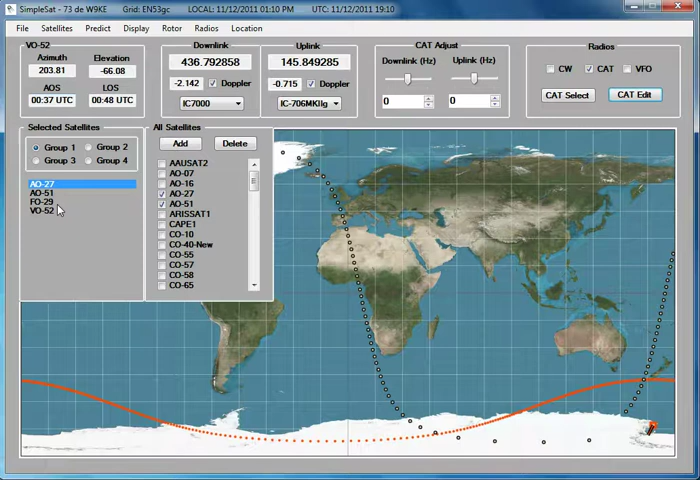 SimpleSat - 73 de W9KE Grid: EN53gc LOCAL: 11/12/2011 01:10 PM UTC: 11/12/2011 19:10
File Satellites Predict Display Rotor Radios Location
VO-52
Azimuth Elevation
203.81 -66.08
AOS LOS
00:37 UTC 00:48 UTC
Downlink
436.792858
-2.142 Doppler
IC7000
Uplink
145.849285
-0.715 Doppler
IC-706MKIIg
CAT Adjust
Downlink (Hz) Uplink (Hz)
0 0
Radios
CW CAT VFO
CAT Select CAT Edit
Selected Satellites
Group 1 Group 2
Group 3 Group 4
AO-27
AO-51
FO-29
VO-52
All Satellites
Add Delete
AAUSAT2
AO-07
AO-16
AO-27
AO-51
ARISSAT1
CAPE1
CO-10
CO-40-New
CO-55
CO-57
CO-58
CO-65